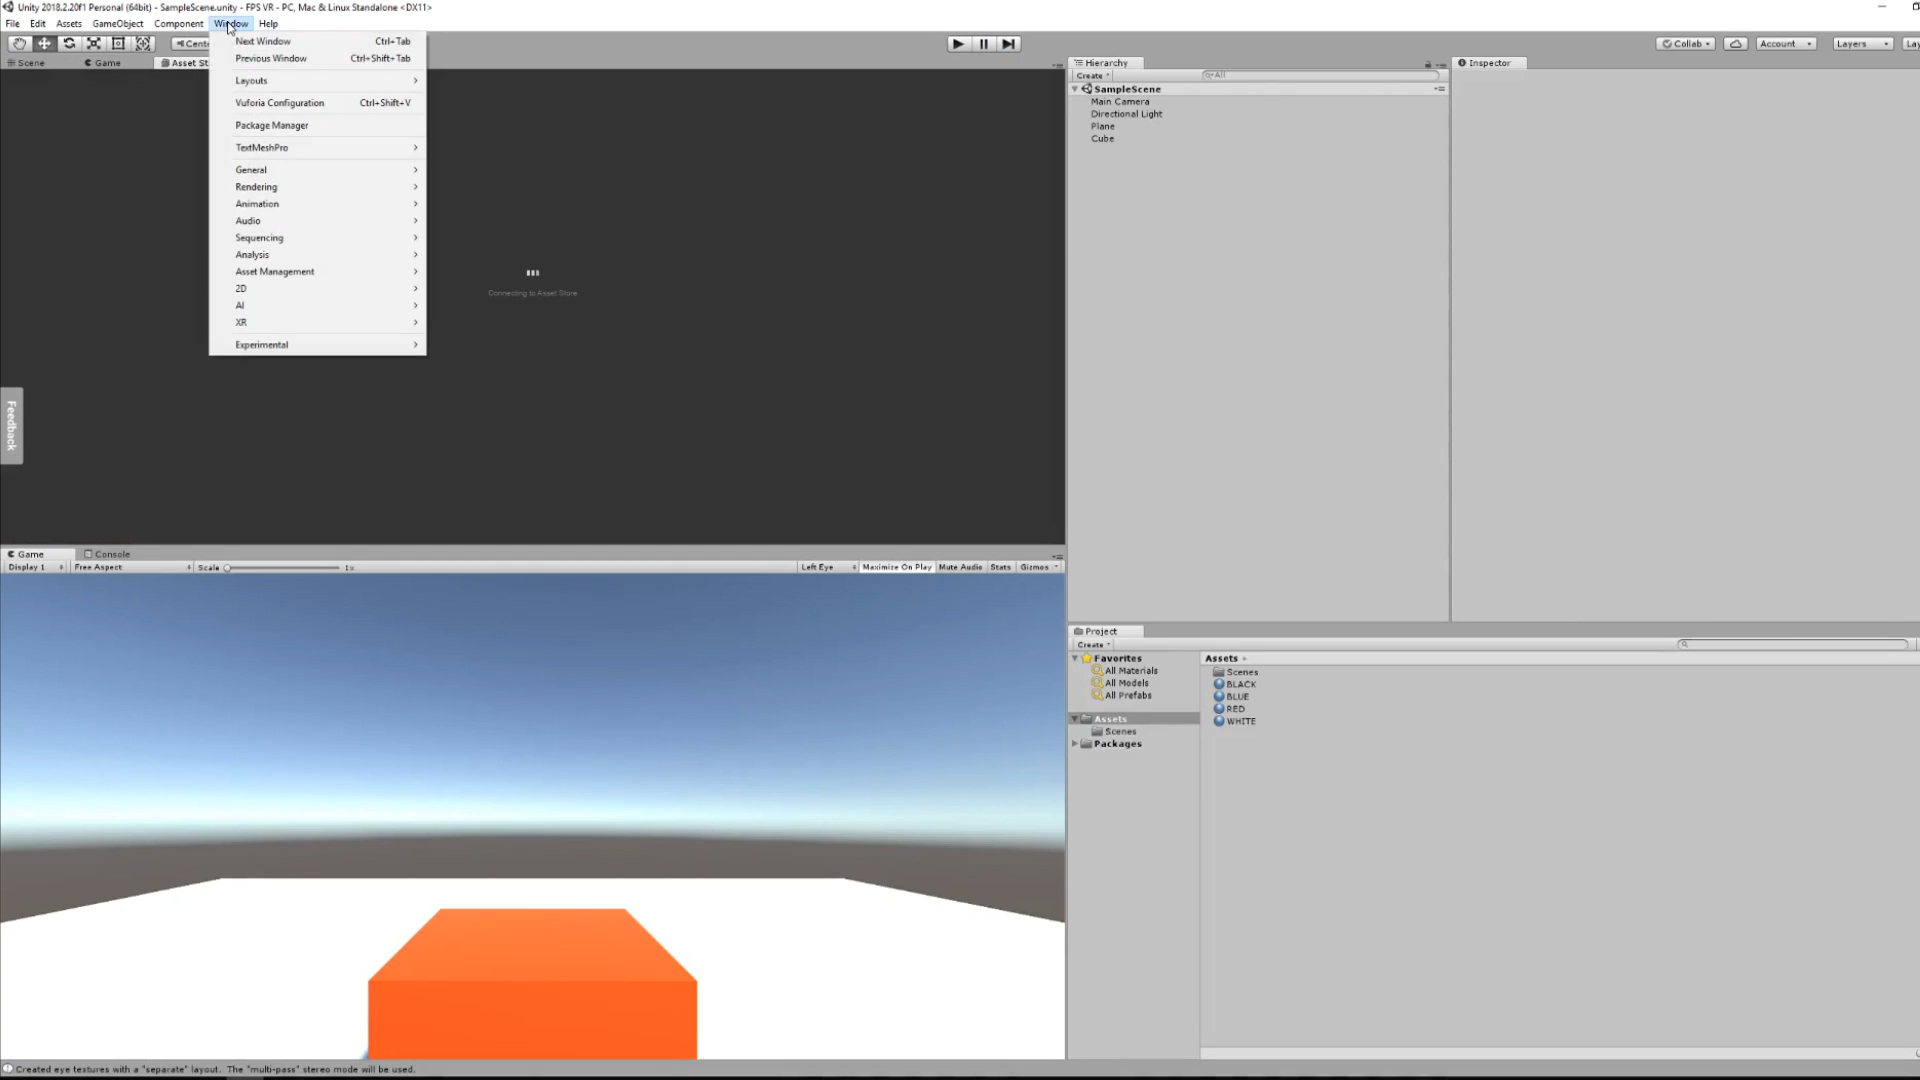 Unity 2018.2.20f1 Personal (64bit) - SampleScene.unity - FPS VR - PC, Mac & Linux Standalone <DX11>
File Edit Assets GameObject Component Window Help
Cente
Collab Account Layers Lay
Scene Game Asset St
Next Window Ctrl+Tab
Previous Window Ctrl+Shift+Tab
Layouts
Vuforia Configuration Ctrl+Shift+V
Package Manager
TextMeshPro
General
Rendering
Animation
Audio
Sequencing
Analysis
Asset Management
2D
AI
XR
Experimental
Connecting to Asset Store
Feedback
Hierarchy
Create All
SampleScene
Main Camera
Directional Light
Plane
Cube
Inspector
Game Console
Display 1 Free Aspect Scale 1x Left Eye Maximize On Play Mute Audio Stats Gizmos
Project
Create
Favorites
All Materials
All Models
All Prefabs
Assets
Scenes
Packages
Assets
Scenes
BLACK
BLUE
RED
WHITE
Created eye textures with a "separate" layout. The "multi-pass" stereo mode will be used.